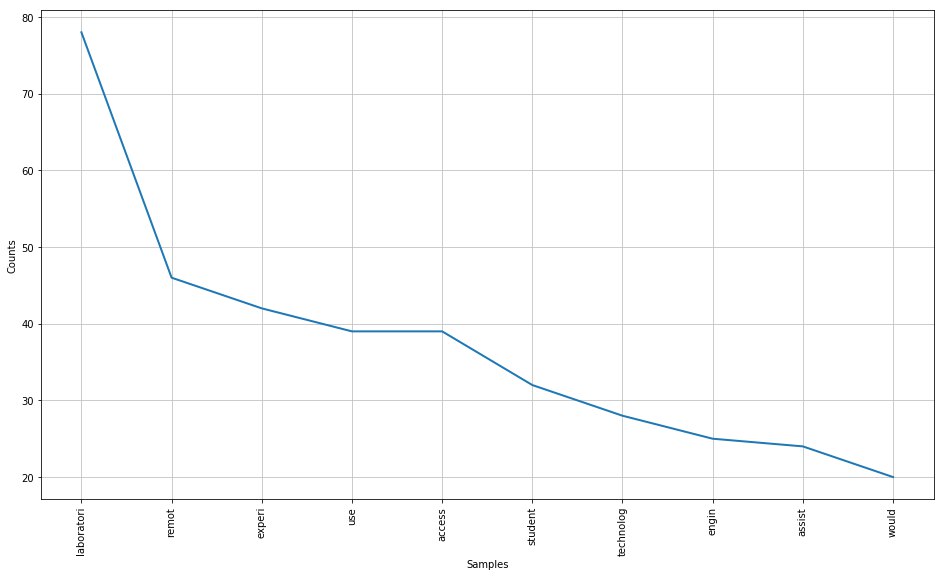 80
70
60
50
40
30
20
Counts
laboratori
remot
experi
use
access
student
technolog
engin
assist
would
Samples